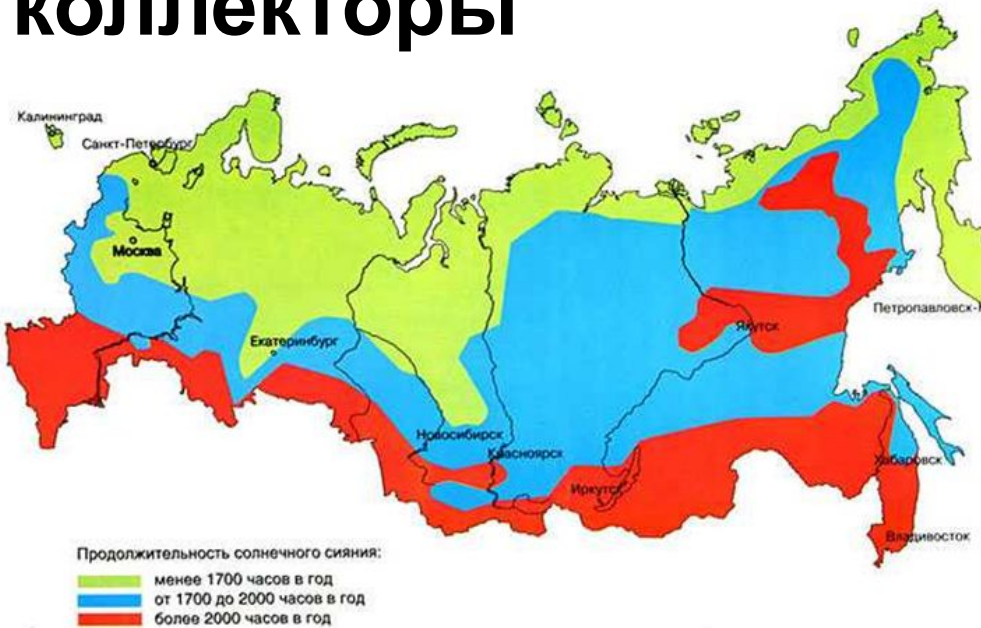 коллекторы
Калининград
Санкт-Петербург
Москва
Екатеринбург
Новосибирск
Красноярск
Иркутск
Якутск
Петропавловск-
Хабаровск
Владивосток
Продолжительность солнечного сияния:
менее 1700 часов в год
от 1700 до 2000 часов в год
более 2000 часов в год